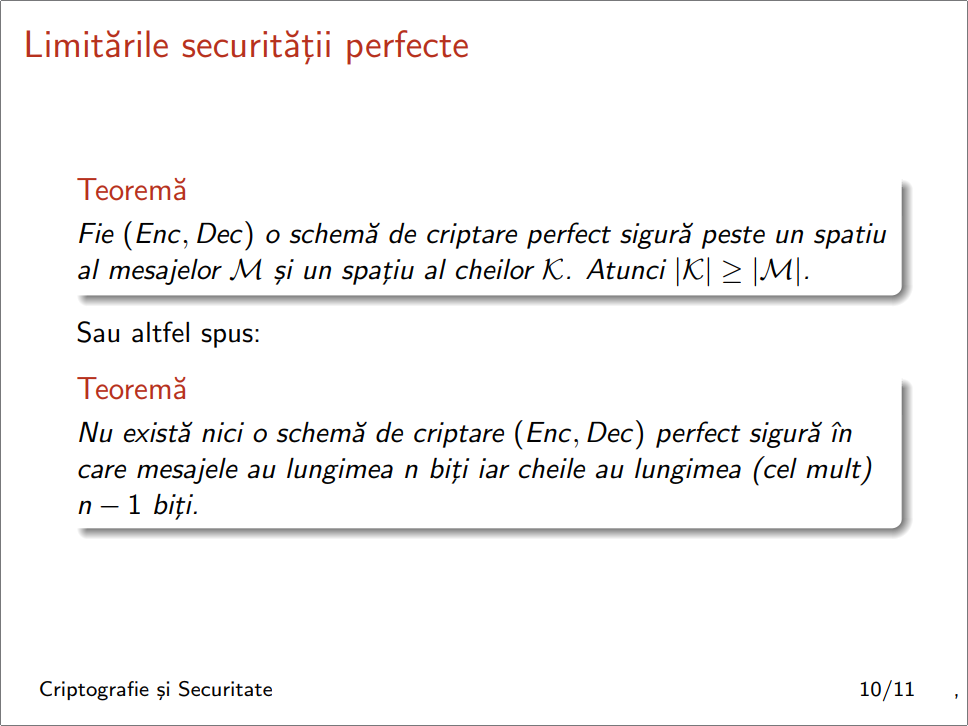 Limitările securității perfecte
Teoremă
Fie (Enc, Dec) o schemă de criptare perfect sigură peste un spatiu
al mesajelor ℳ și un spațiu al cheilor 𝒦. Atunci |𝒦| ≥ |ℳ|.
Sau altfel spus:
Teoremă
Nu există nici o schemă de criptare (Enc, Dec) perfect sigură în
care mesajele au lungimea n biți iar cheile au lungimea (cel mult)
n − 1 biți.
Criptografie și Securitate 10/11 ,